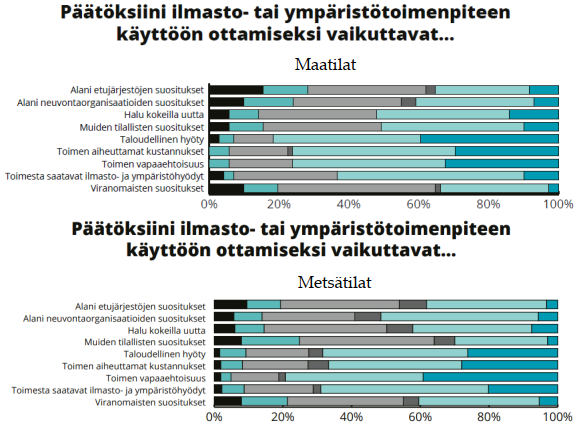 Päätöksiini ilmasto- tai ympäristötoimenpiteen
käyttöön ottamiseksi vaikuttavat...
Maatilat
Alani etujärjestöjen suositukset
Alani neuvontaorganisaatioiden suositukset
Halu kokeilla uutta
Muiden tilallisten suositukset
Taloudellinen hyöty
Toimen aiheuttamat kustannukset
Toimen vapaaehtoisuus
Toimesta saatavat ilmasto- ja ympäristöhyödyt
Viranomaisten suositukset
0% 20% 40% 60% 80% 100%
Päätöksiini ilmasto- tai ympäristötoimenpiteen
käyttöön ottamiseksi vaikuttavat...
Metsätilat
Alani etujärjestöjen suositukset
Alani neuvontaorganisaatioiden suositukset
Halu kokeilla uutta
Muiden tilallisten suositukset
Taloudellinen hyöty
Toimen aiheuttamat kustannukset
Toimen vapaaehtoisuus
Toimesta saatavat ilmasto- ja ympäristöhyödyt
Viranomaisten suositukset
0% 20% 40% 60% 80% 100%